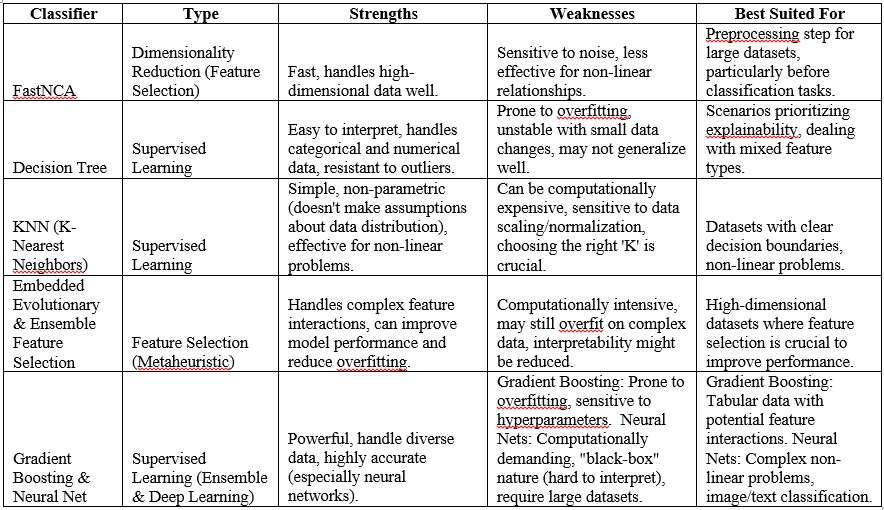 Classifier
Type
Strengths
Weaknesses
Best Suited For
FastNCA
Dimensionality
Reduction (Feature
Selection)
Fast, handles high-
dimensional data well.
Sensitive to noise, less
effective for non-linear
relationships.
Preprocessing step for
large datasets,
particularly before
classification tasks.
Decision Tree
Supervised
Learning
Easy to interpret, handles
categorical and numerical
data, resistant to outliers.
Prone to overfitting,
unstable with small data
changes, may not generalize
well.
Scenarios prioritizing
explainability, dealing
with mixed feature
types.
KNN (K-
Nearest
Neighbors)
Supervised
Learning
Simple, non-parametric
(doesn't make assumptions
about data distribution),
effective for non-linear
problems.
Can be computationally
expensive, sensitive to data
scaling/normalization,
choosing the right 'K' is
crucial.
Datasets with clear
decision boundaries,
non-linear problems.
Embedded
Evolutionary
& Ensemble
Feature
Selection
Feature Selection
(Metaheuristic)
Handles complex feature
interactions, can improve
model performance and
reduce overfitting.
Computationally intensive,
may still overfit on complex
data, interpretability might
be reduced.
High-dimensional
datasets where feature
selection is crucial to
improve performance.
Gradient
Boosting &
Neural Net
Supervised
Learning (Ensemble
& Deep Learning)
Powerful, handle diverse
data, highly accurate
(especially neural
networks).
Gradient Boosting: Prone to
overfitting, sensitive to
hyperparameters. Neural
Nets: Computationally
demanding, "black-box"
nature (hard to interpret),
require large datasets.
Gradient Boosting:
Tabular data with
potential feature
interactions. Neural
Nets: Complex non-
linear problems,
image/text classification.